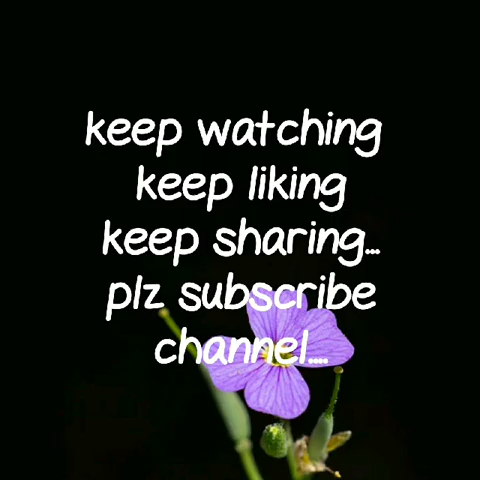 keep watching
keep liking
keep sharing...
plz subscribe
channel....